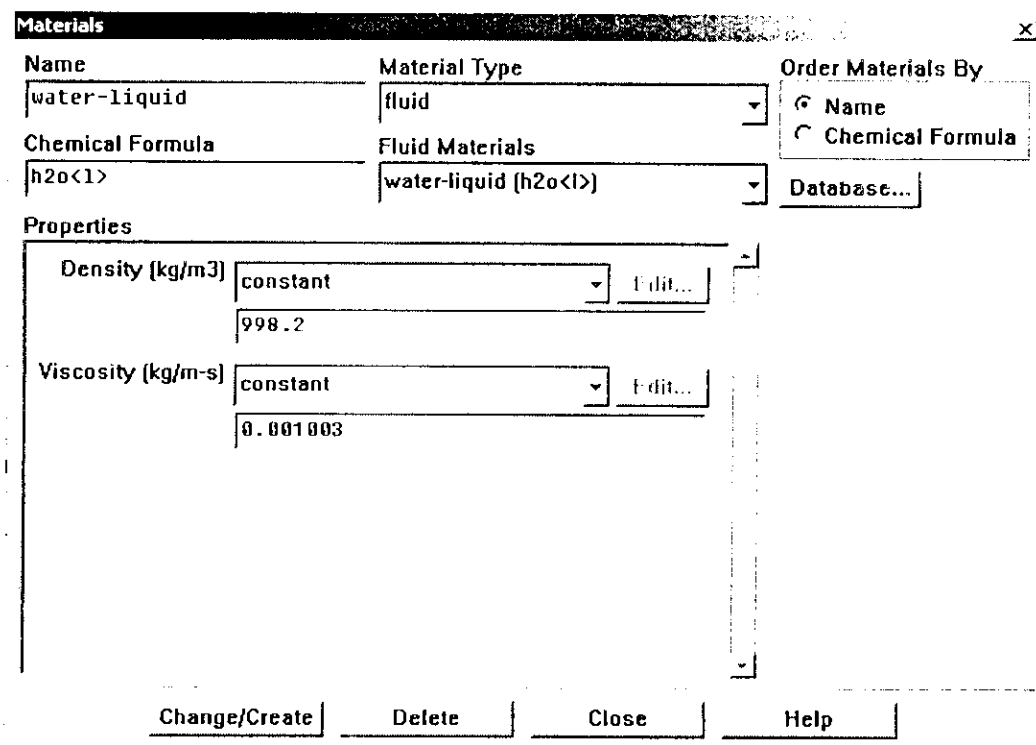 Materials
Name
water-liquid
Chemical Formula
h2o<l>
Material Type
fluid
Fluid Materials
water-liquid (h2o<l>)
Order Materials By
Name
Chemical Formula
Database...
Properties
Density (kg/m3)
constant
Edit...
998.2
Viscosity (kg/m-s)
constant
Edit...
0.001003
Change/Create
Delete
Close
Help